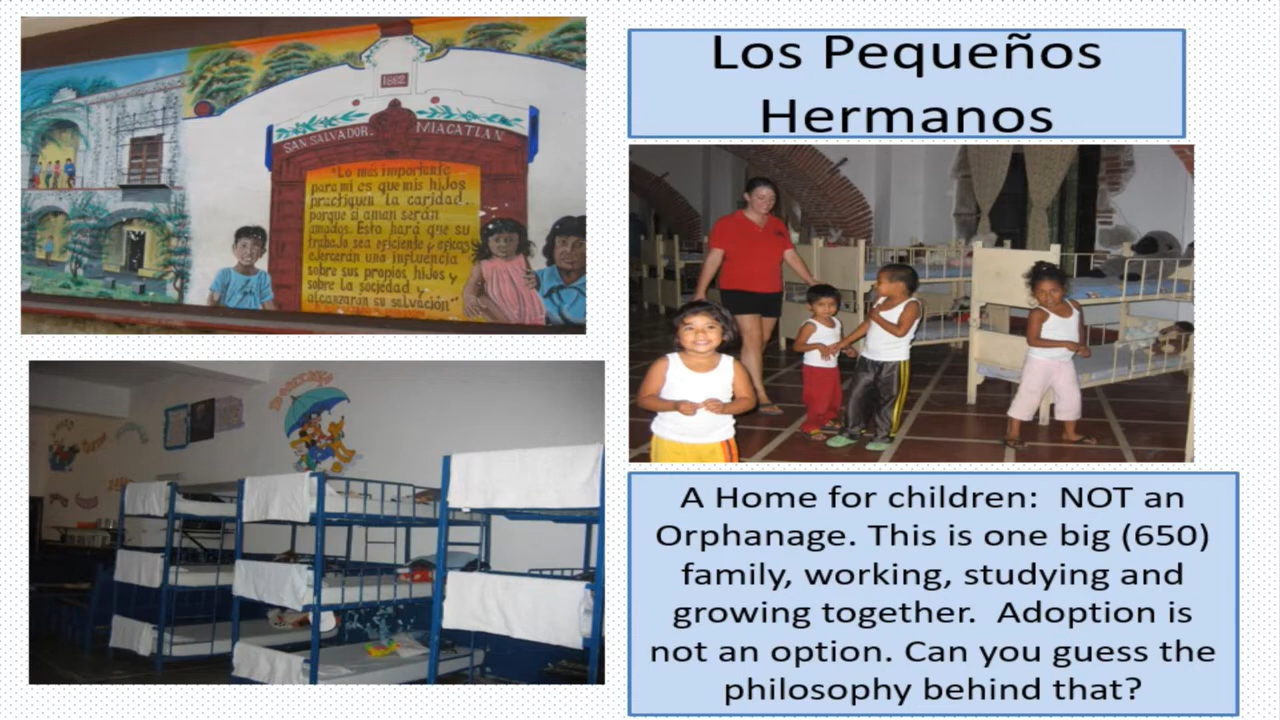 Los Pequeños
Hermanos
1882
SAN SALVADOR. MIACATLAN
"Lo mas importante
para mi es que mis hijos
practiquen la caridad,
porque si aman serán
amados. Esto hará que su
trabajo sea eficiente y eficaz
ejercerán una influencia
sobre sus propios hijos y
sobre la sociedad y
alcanzarán su salvación"
A Home for children: NOT an
Orphanage. This is one big (650)
family, working, studying and
growing together. Adoption is
not an option. Can you guess the
philosophy behind that?